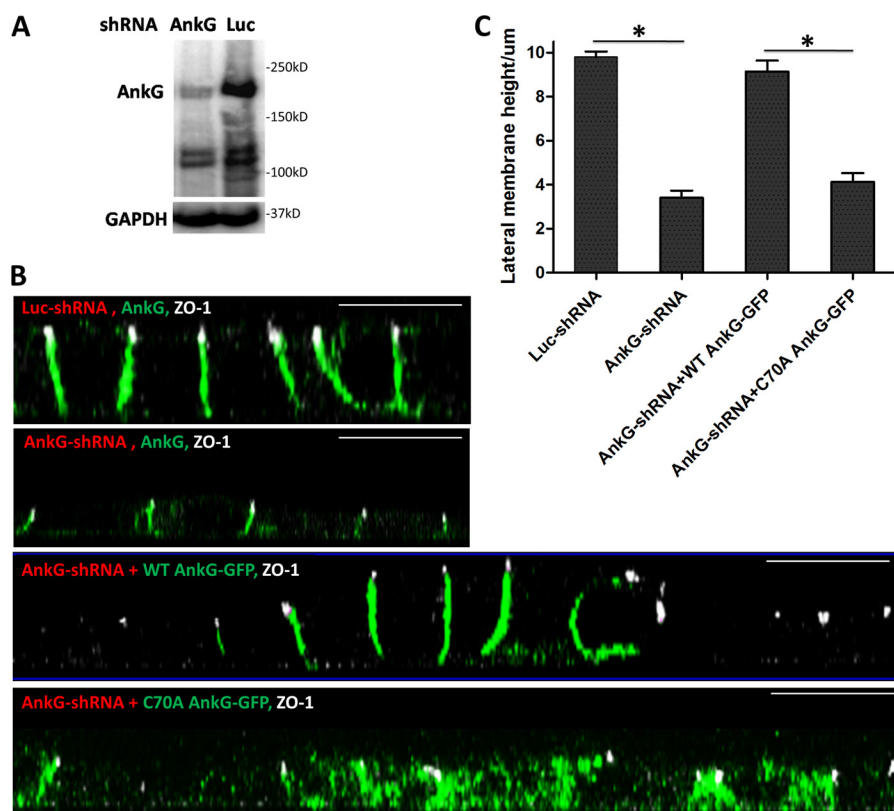 A
shRNA AnkG Luc
-250kD
AnkG
-150kD
-100kD
-37kD
GAPDH
B
Luc-shRNA , AnkG, ZO-1
AnkG-shRNA , AnkG, ZO-1
AnkG-shRNA + WT AnkG-GFP, ZO-1
AnkG-shRNA + C70A AnkG-GFP, ZO-1
C
Lateral membrane height/um
10
8
6
4
2
0
*
*
Luc-shRNA
AnkG-shRNA
AnkG-shRNA+WT AnkG-GFP
AnkG-shRNA+C70A AnkG-GFP